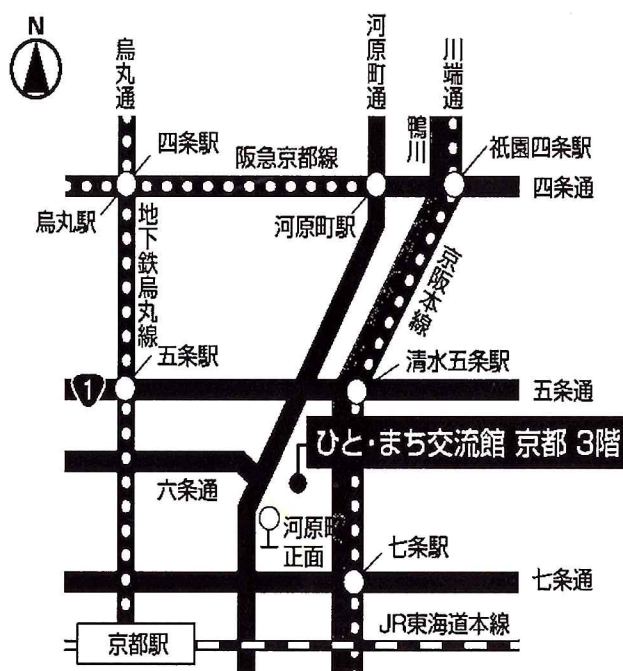 N
烏丸通
河原町通
川端通
鴨川
四条駅
阪急京都線
祇園四条駅
四条通
烏丸駅
河原町駅
地下鉄烏丸線
京阪本線
五条駅
清水五条駅
1
五条通
ひと・まち交流館 京都 3階
六条通
河原町
正面
七条駅
七条通
京都駅
JR東海道本線